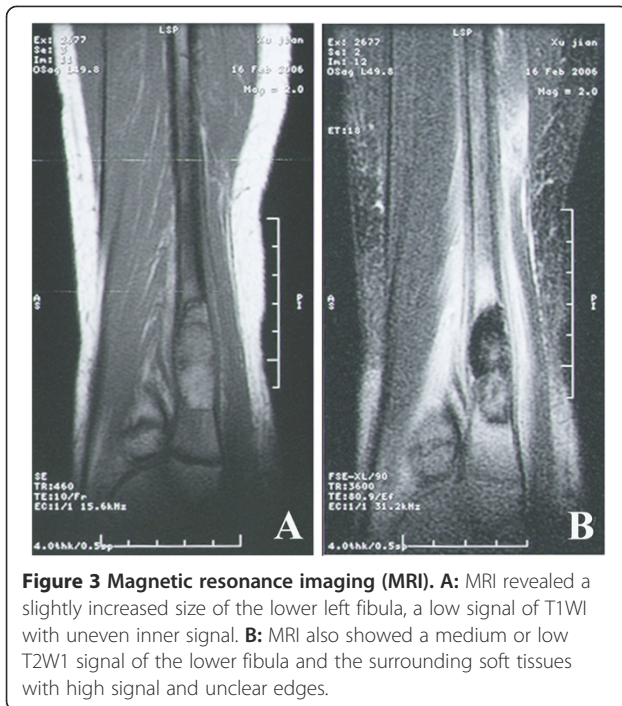 LSP
Ex: 2677
Se: 3
Im: 11
OSag L49.8
Xu jian
16 Feb 2006
Mag = 2.0
A
S
P
I
SE
TR:460
TE:10/Fr
EC:1/1 15.6kHz
4.0thk/0.5sp
A
LSP
Ex: 2677
Se: 2
Im: 12
OSag L49.8
Xu jian
16 Feb 2006
Mag = 2.0
ET:18
A
S
P
I
FSE-XL/90
TR:3600
TE:80.9/Ef
EC:1/1 31.2kHz
4.0thk/0.5sp
B
Figure 3 Magnetic resonance imaging (MRI). A: MRI revealed a
slightly increased size of the lower left fibula, a low signal of T1WI
with uneven inner signal. B: MRI also showed a medium or low
T2W1 signal of the lower fibula and the surrounding soft tissues
with high signal and unclear edges.